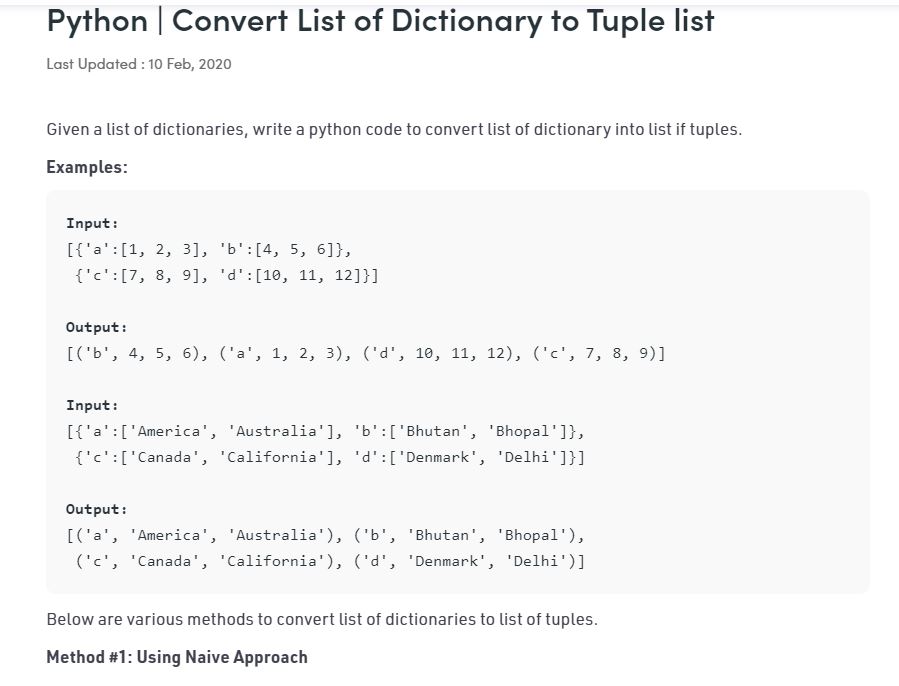 Python | Convert List of Dictionary to Tuple list
Last Updated : 10 Feb, 2020
Given a list of dictionaries, write a python code to convert list of dictionary into list if tuples.
Examples:
Input:
[{'a':[1, 2, 3], 'b':[4, 5, 6]},
{'c':[7, 8, 9], 'd':[10, 11, 12]}]
Output:
[('b', 4, 5, 6), ('a', 1, 2, 3), ('d', 10, 11, 12), ('c', 7, 8, 9)]
Input:
[{'a':['America', 'Australia'], 'b':['Bhutan', 'Bhopal']},
{'c':['Canada', 'California'], 'd':['Denmark', 'Delhi']}]
Output:
[('a', 'America', 'Australia'), ('b', 'Bhutan', 'Bhopal'),
('c', 'Canada', 'California'), ('d', 'Denmark', 'Delhi')]
Below are various methods to convert list of dictionaries to list of tuples.
Method #1: Using Naive Approach